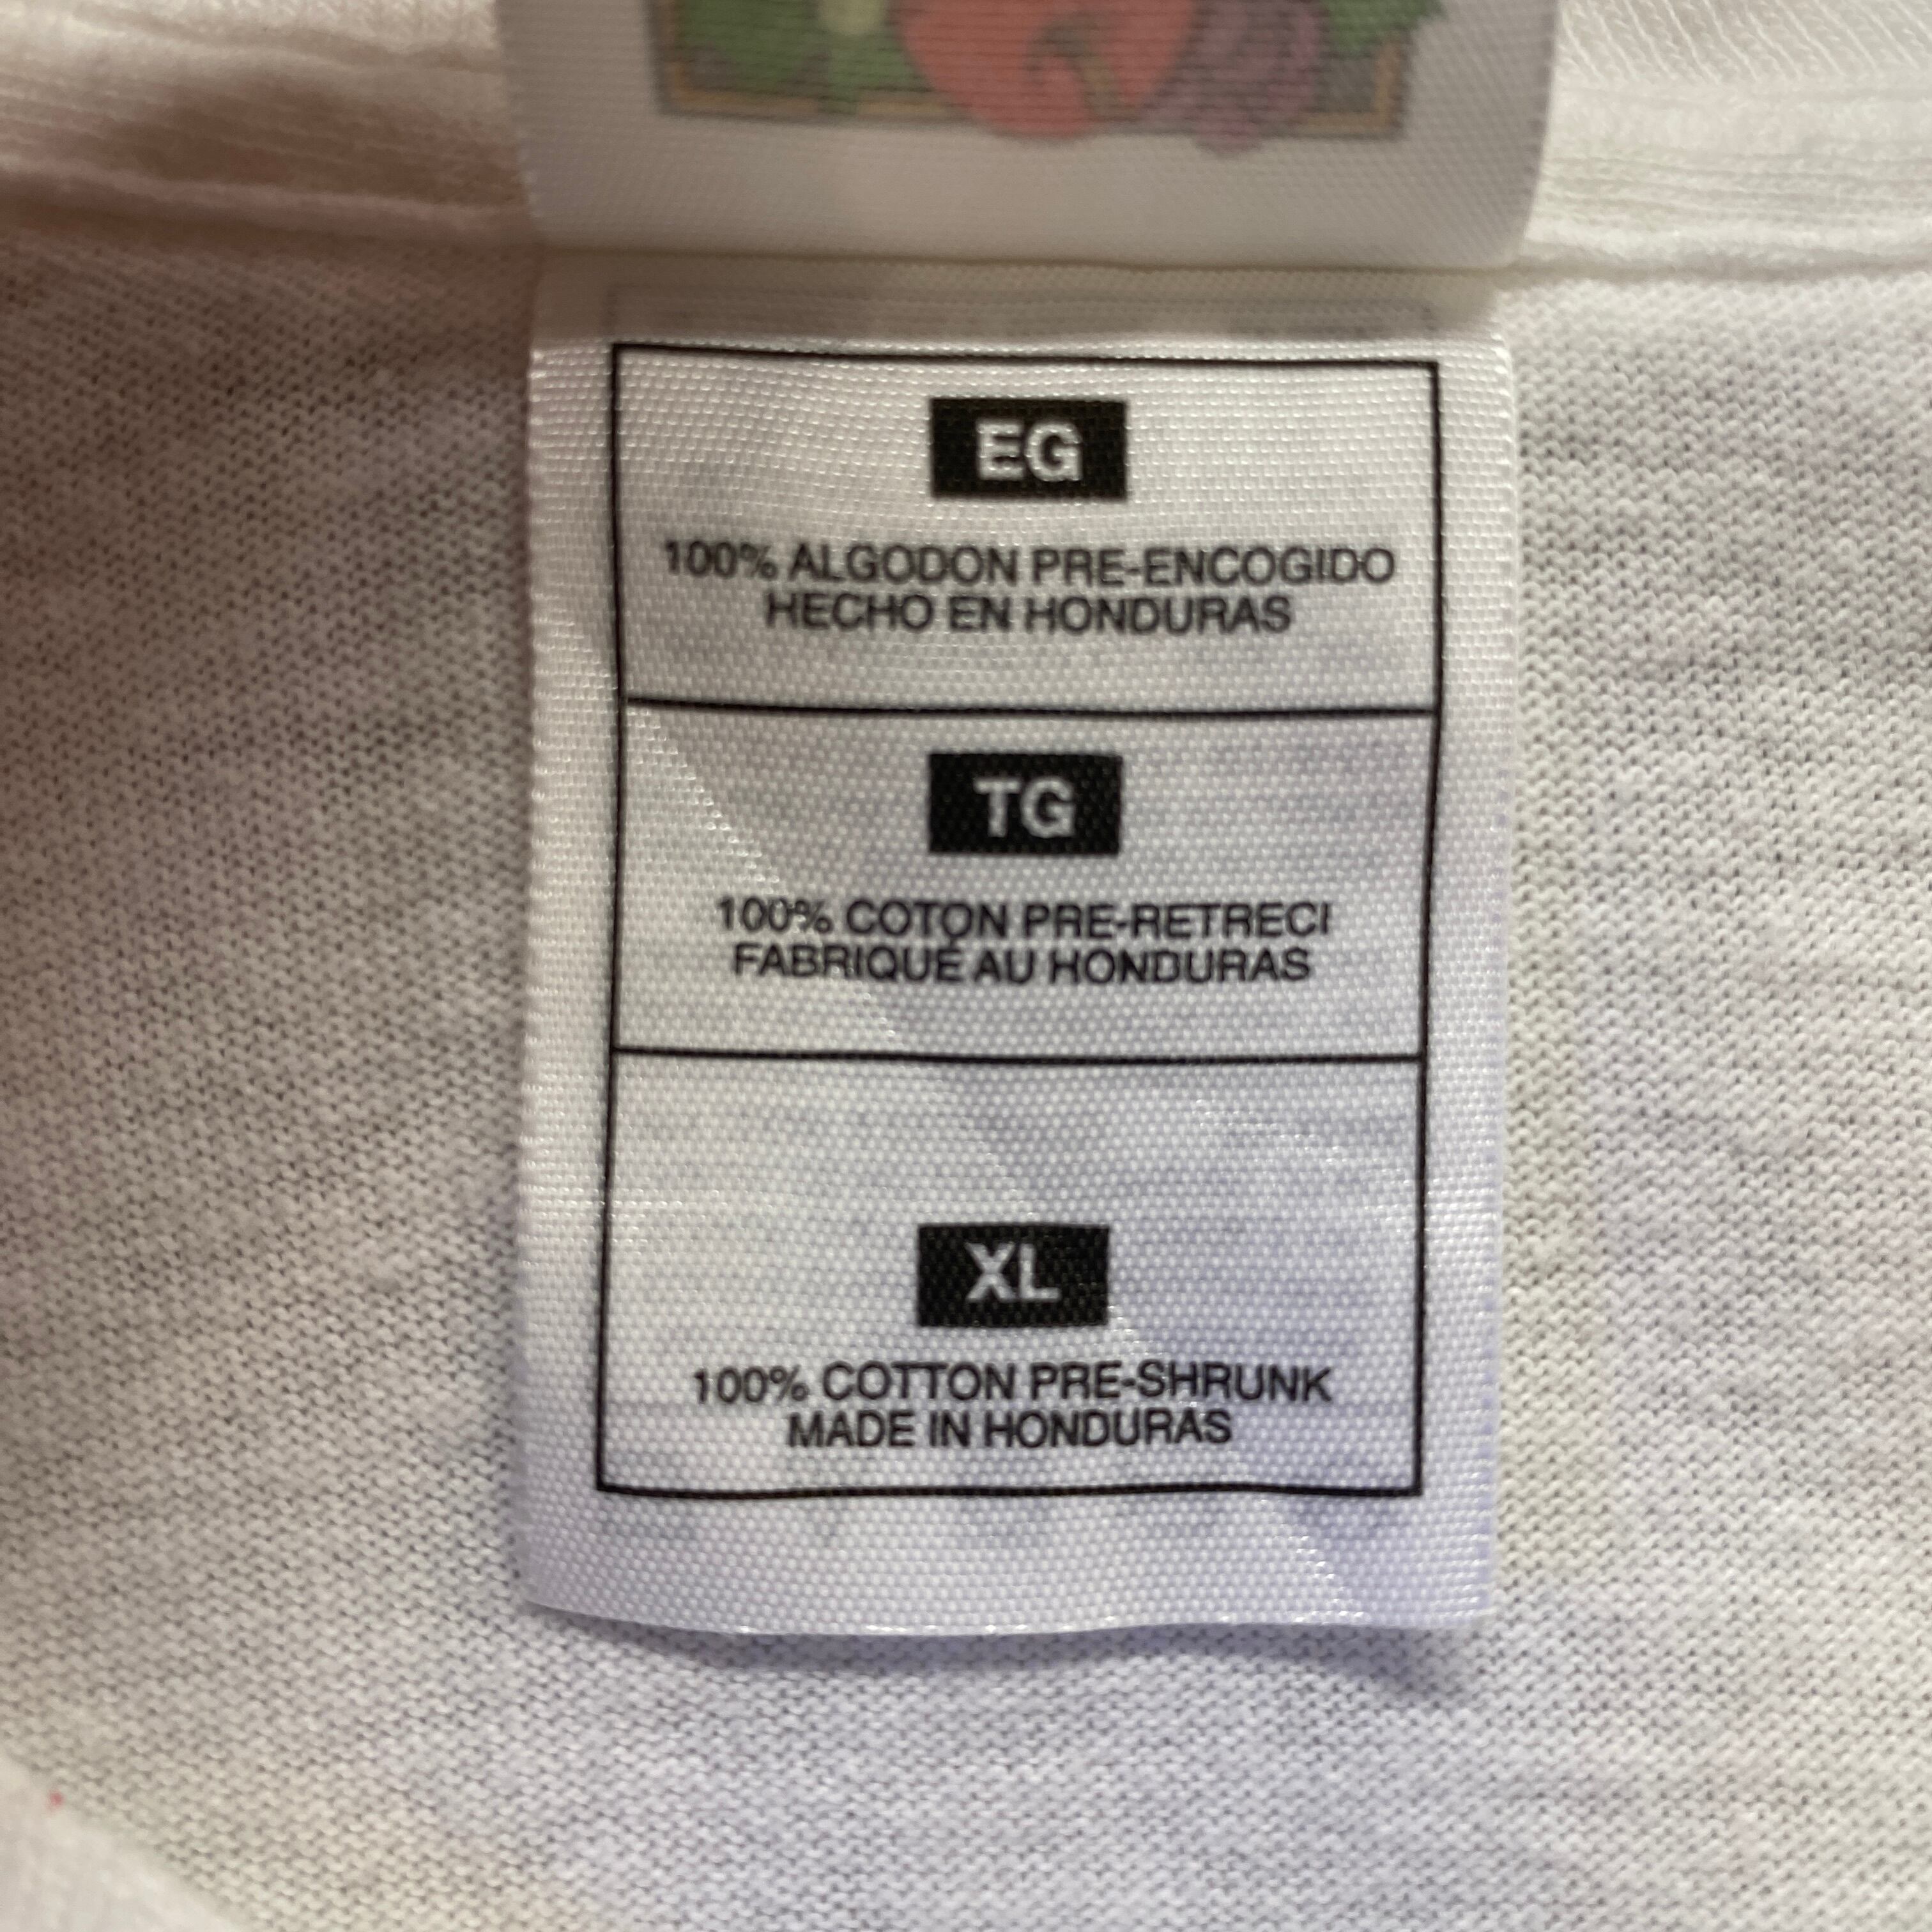 EG
100% ALGODON PRE-ENCOGIDO
HECHO EN HONDURAS
TG
100% COTON PRE-RETRECI
FABRIQUÉ AU HONDURAS
XL
100% COTTON PRE-SHRUNK
MADE IN HONDURAS